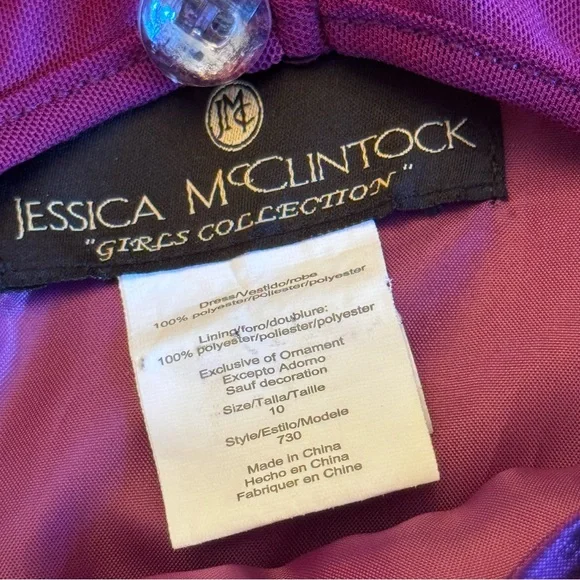 JMC
JESSICA McCLINTOCK
"GIRLS COLLECTION"
Dress/Vestido/robe
100% polyester/poliester/polyester
Lining/foro/doublure:
100% polyester/poliester/polyester
Exclusive of Ornament
Excepto Adorno
Sauf decoration
Size/Talla/Taille
10
Style/Estilo/Modele
730
Made in China
Hecho en China
Fabriquer en Chine